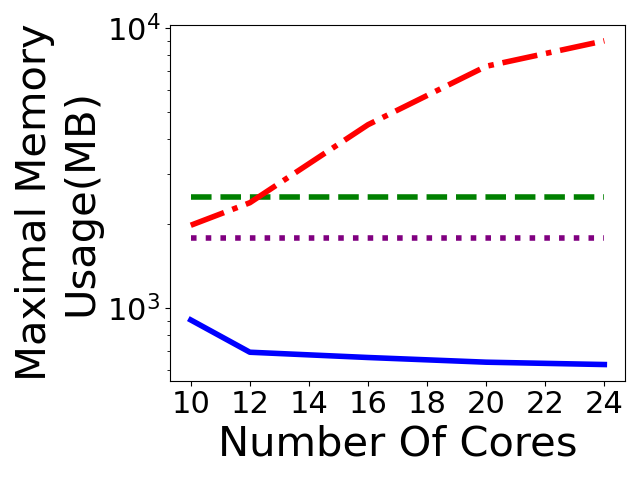 10⁴
10³
Maximal Memory
Usage(MB)
10 12 14 16 18 20 22 24
Number Of Cores